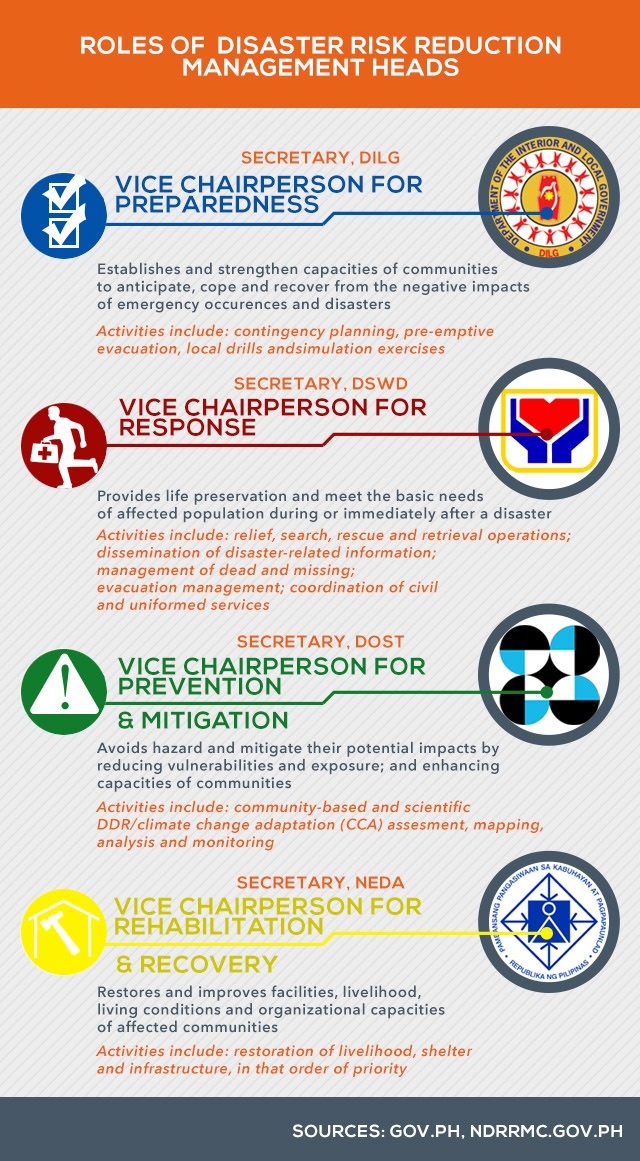 ROLES OF DISASTER RISK REDUCTION
MANAGEMENT HEADS
SECRETARY, DILG
VICE CHAIRPERSON FOR
PREPAREDNESS
DEPARTMENT OF THE INTERIOR AND LOCAL GOVERNMENT
DILG
Establishes and strengthen capacities of communities
to anticipate, cope and recover from the negative impacts
of emergency occurences and disasters
Activities include: contingency planning, pre-emptive
evacuation, local drills andsimulation exercises
SECRETARY, DSWD
VICE CHAIRPERSON FOR
RESPONSE
Provides life preservation and meet the basic needs
of affected population during or immediately after a disaster
Activities include: relief, search, rescue and retrieval operations;
dissemination of disaster-related information;
management of dead and missing;
evacuation management; coordination of civil
and uniformed services
SECRETARY, DOST
VICE CHAIRPERSON FOR
PREVENTION
& MITIGATION
Avoids hazard and mitigate their potential impacts by
reducing vulnerabilities and exposure; and enhancing
capacities of communities
Activities include: community-based and scientific
DDR/climate change adaptation (CCA) assesment, mapping,
analysis and monitoring
SECRETARY, NEDA
VICE CHAIRPERSON FOR
REHABILITATION
& RECOVERY
PAMBANSANG PANGASIWAAN SA KABUHAYAN AT PAGPAPAUNLAD
REPUBLIKA NG PILIPINAS
Restores and improves facilities, livelihood,
living conditions and organizational capacities
of affected communities
Activities include: restoration of livelihood, shelter
and infrastructure, in that order of priority
SOURCES: GOV.PH, NDRRMC.GOV.PH